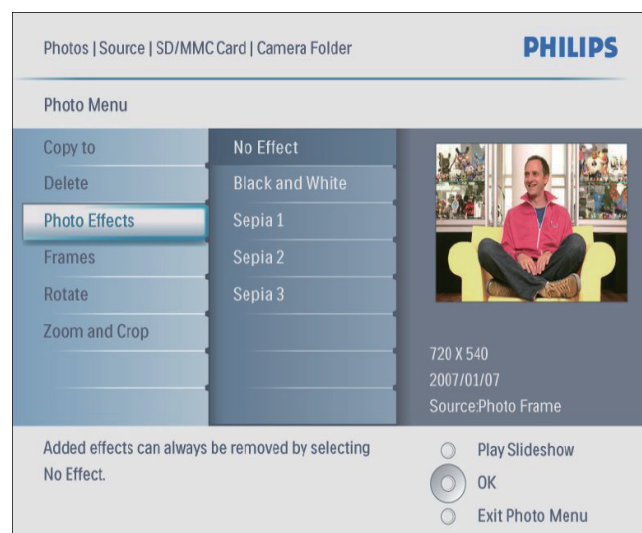 Photos | Source | SD/MMC Card | Camera Folder
PHILIPS
Photo Menu
Copy to
Delete
Photo Effects
Frames
Rotate
Zoom and Crop
No Effect
Black and White
Sepia 1
Sepia 2
Sepia 3
720 X 540
2007/01/07
Source:Photo Frame
Added effects can always be removed by selecting
No Effect.
Play Slideshow
OK
Exit Photo Menu